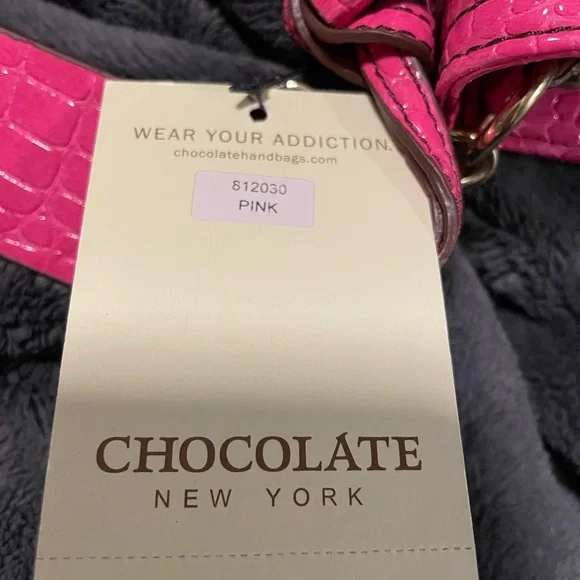 WEAR YOUR ADDICTION.
chocolatehandbags.com
812030
PINK
CHOCOLATE
NEW YORK